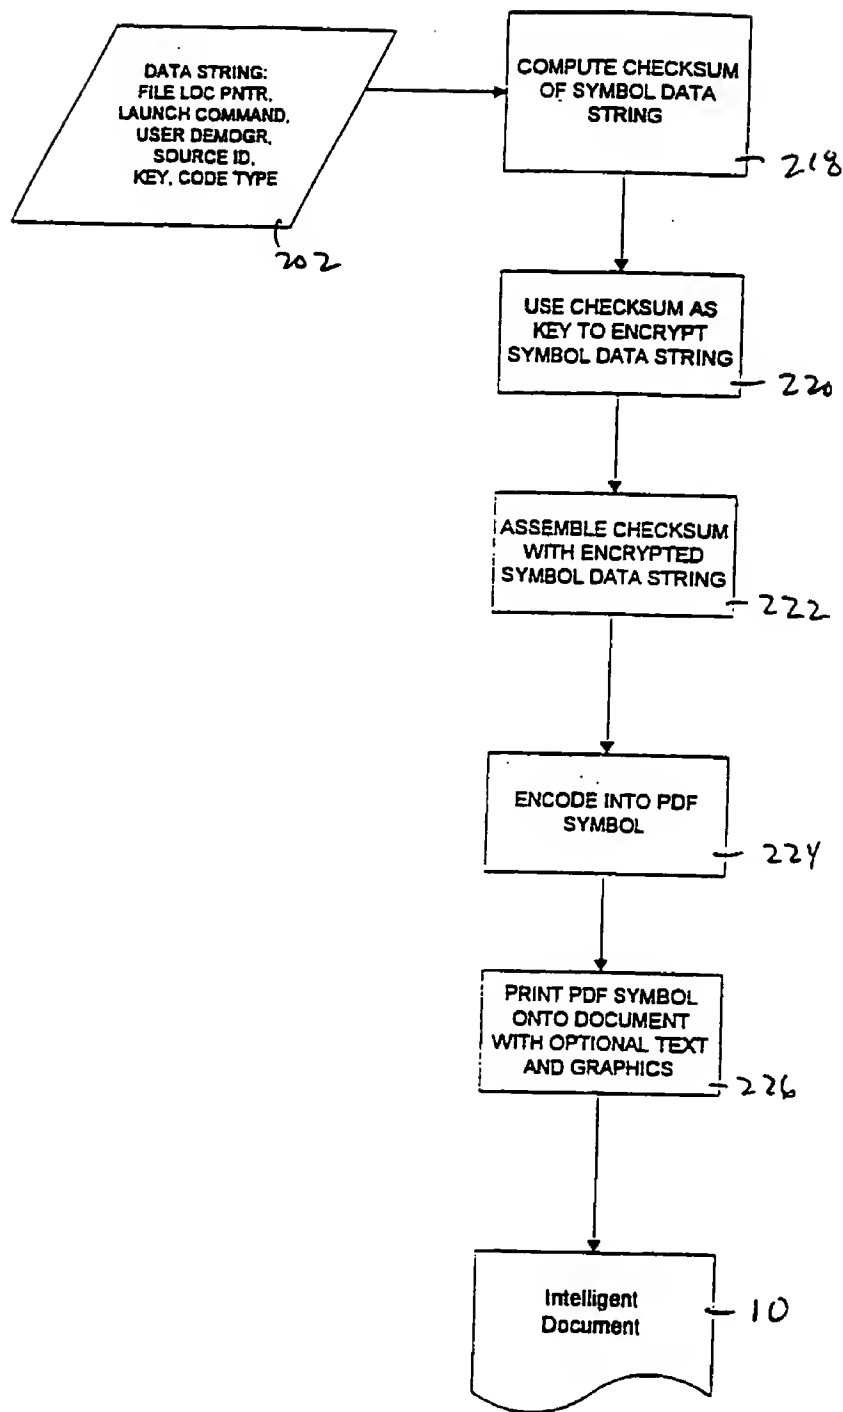 DATA STRING:
FILE LOC PNTR,
LAUNCH COMMAND,
USER DEMOGR,
SOURCE ID,
KEY, CODE TYPE
202
COMPUTE CHECKSUM
OF SYMBOL DATA
STRING
218
USE CHECKSUM AS
KEY TO ENCRYPT
SYMBOL DATA STRING
220
ASSEMBLE CHECKSUM
WITH ENCRYPTED
SYMBOL DATA STRING
222
ENCODE INTO PDF
SYMBOL
224
PRINT PDF SYMBOL
ONTO DOCUMENT
WITH OPTIONAL TEXT
AND GRAPHICS
226
Intelligent
Document
10